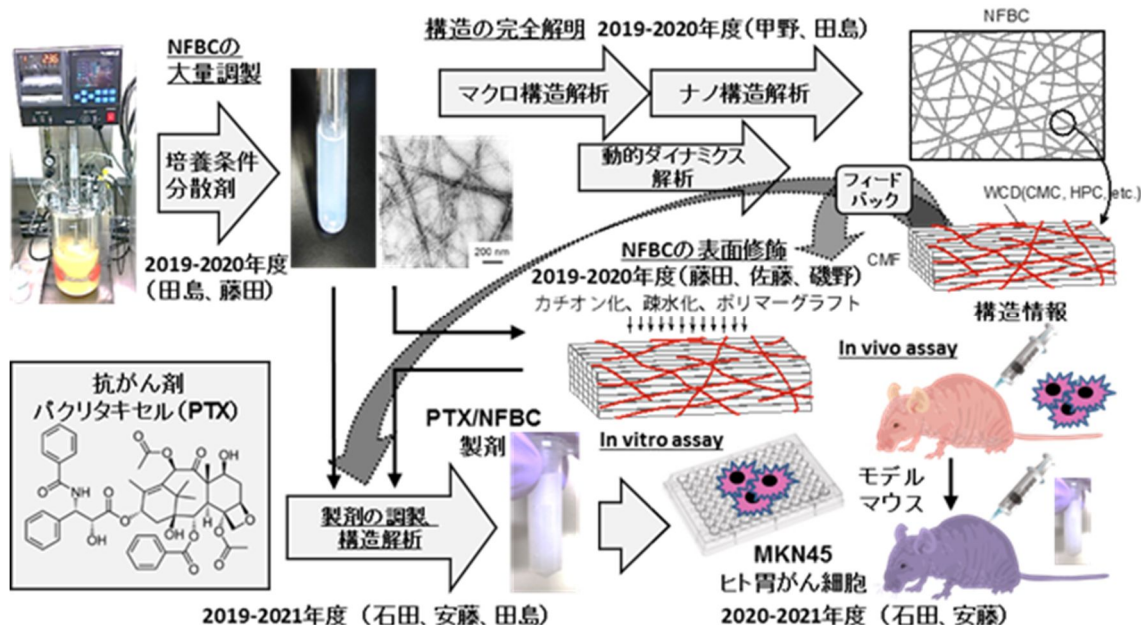 NFBCの
大量調製
培養条件
分散剤
2019-2020年度
(田島、藤田)
200 nm
構造の完全解明 2019-2020年度(甲野、田島)
マクロ構造解析
ナノ構造解析
動的ダイナミクス
解析
NFBC
フィード
バック
WCD(CMC, HPC, etc.)
CMF
構造情報
NFBCの表面修飾
2019-2020年度(藤田、佐藤、磯野)
カチオン化、疎水化、ポリマーグラフト
抗がん剤
パクリタキセル(PTX)
O
O
O
OH
O
NH
O
O
OH
O
OH
O
O
H
O
O
O
PTX/NFBC
製剤
製剤の調製、
構造解析
2019-2021年度 (石田、安藤、田島)
In vitro assay
MKN45
ヒト胃がん細胞
In vivo assay
モデル
マウス
2020-2021年度 (石田、安藤)